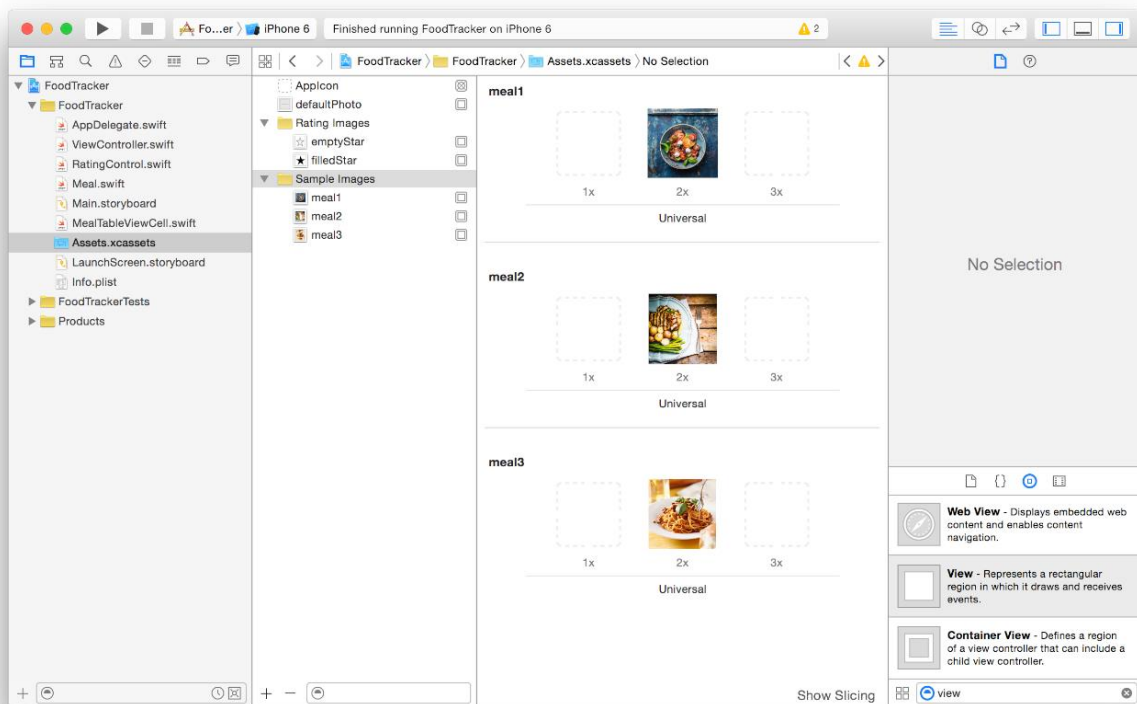 Fo...er iPhone 6 Finished running FoodTracker on iPhone 6 2
FoodTracker FoodTracker Assets.xcassets No Selection
FoodTracker
FoodTracker
AppDelegate.swift
ViewController.swift
RatingControl.swift
Meal.swift
Main.storyboard
MealTableViewCell.swift
Assets.xcassets
LaunchScreen.storyboard
Info.plist
FoodTrackerTests
Products
AppIcon
defaultPhoto
Rating Images
emptyStar
filledStar
Sample Images
meal1
meal2
meal3
meal1
1x 2x 3x
Universal
meal2
1x 2x 3x
Universal
meal3
1x 2x 3x
Universal
Show Slicing
No Selection
Web View - Displays embedded web
content and enables content
navigation.
View - Represents a rectangular
region in which it draws and receives
events.
Container View - Defines a region
of a view controller that can include a
child view controller.
view